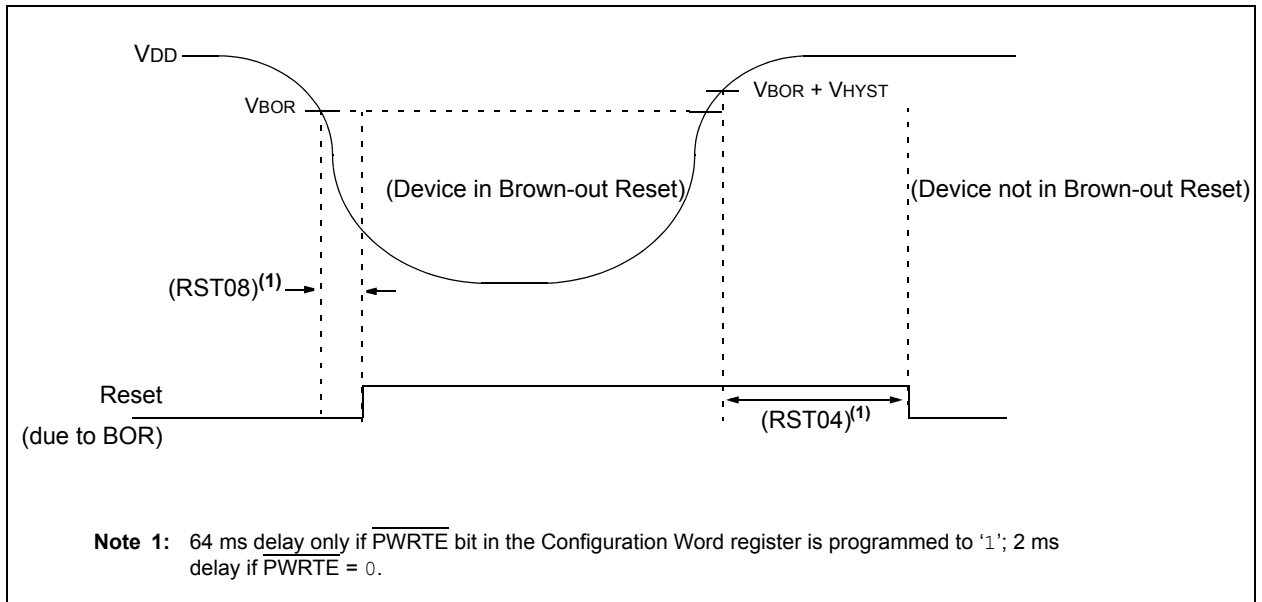 VDD
VBOR
VBOR + VHYST
(Device in Brown-out Reset)
(Device not in Brown-out Reset)
(RST08)(1)
Reset
(due to BOR)
(RST04)(1)
Note 1: 64 ms delay only if PWRTE bit in the Configuration Word register is programmed to ‘1’; 2 ms
delay if PWRTE = 0.